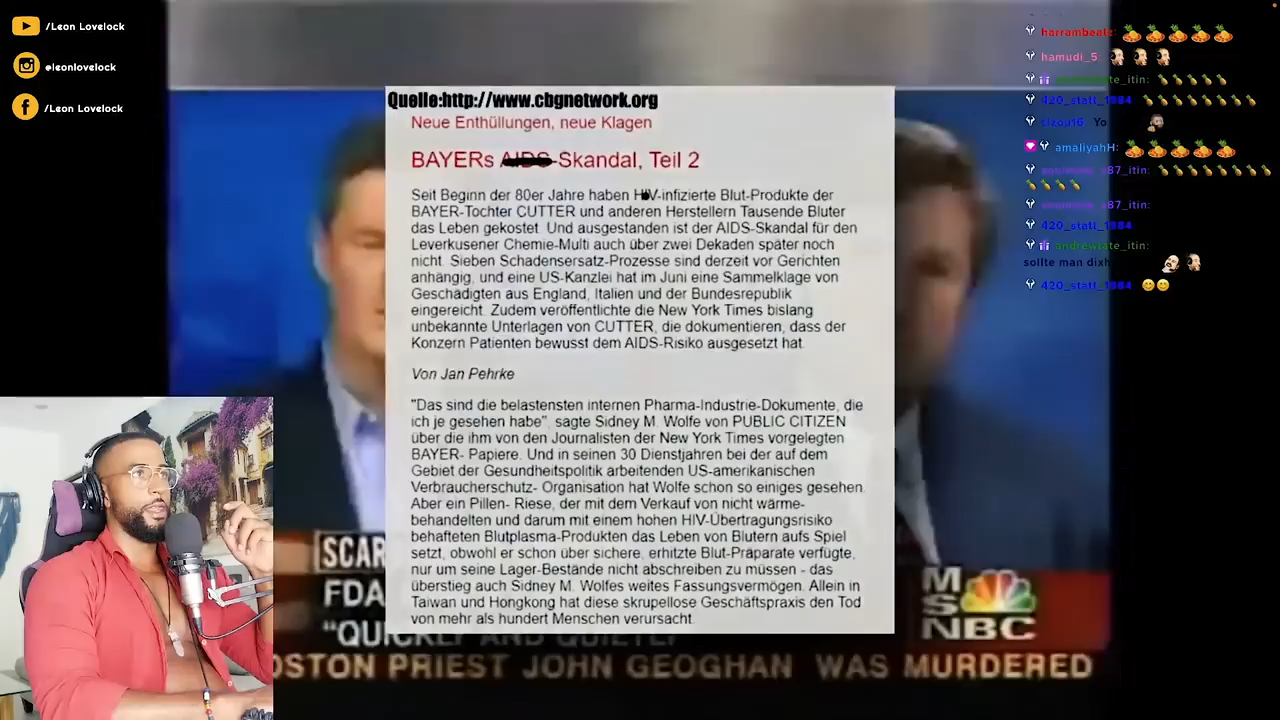 /Leon Lovelock
@leonlovelock
/Leon Lovelock
Quelle:http://www.cbgnetwork.org
Neue Enthüllungen, neue Klagen
BAYERs AIDS-Skandal, Teil 2
Seit Beginn der 80er Jahre haben HIV-infizierte Blut-Produkte der
BAYER-Tochter CUTTER und anderen Herstellern Tausende Bluter
das Leben gekostet. Und ausgestanden ist der AIDS-Skandal für den
Leverkusener Chemie-Multi auch über zwei Dekaden später noch
nicht. Sieben Schadensersatz-Prozesse sind derzeit vor Gerichten
anhängig, und eine US-Kanzlei hat im Juni eine Sammelklage von
Geschädigten aus England, Italien und der Bundesrepublik
eingereicht. Zudem veröffentlichte die New York Times bislang
unbekannte Unterlagen von CUTTER, die dokumentieren, dass der
Konzern Patienten bewusst dem AIDS-Risiko ausgesetzt hat.
Von Jan Pehrke
"Das sind die belastensten internen Pharma-Industrie-Dokumente, die
ich je gesehen habe", sagte Sidney M. Wolfe von PUBLIC CITIZEN
über die ihm von den Journalisten der New York Times vorgelegten
BAYER- Papiere. Und in seinen 30 Dienstjahren bei der auf dem
Gebiet der Gesundheitspolitik arbeitenden US-amerikanischen
Verbraucherschutz- Organisation hat Wolfe schon so einiges gesehen.
Aber ein Pillen- Riese, der mit dem Verkauf von nicht wärme-
behandelten und darum mit einem hohen HIV-Übertragungsrisiko
behafteten Blutplasma-Produkten das Leben von Blutern aufs Spiel
setzt, obwohl er schon über sichere, erhitzte Blut-Präparate verfügte,
nur um seine Lager-Bestände nicht abschreiben zu müssen - das
überstieg auch Sidney M. Wolfes weites Fassungsvermögen. Allein in
Taiwan und Hongkong hat diese skrupellose Geschäftspraxis den Tod
von mehr als hundert Menschen verursacht.
SCAR
FDA
"QUICKLY AND QUIETLY
MSNBC
OSTON PRIEST JOHN GEOGHAN WAS MURDERED
harrambeatz:
hamudi_5
420_statt_1984
Yo
amaliyahH:
420_statt_1984
andrewtate_itin:
sollte man
420_statt_1984